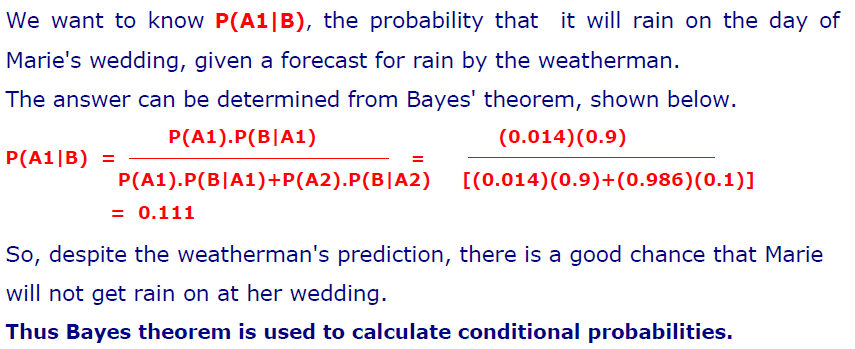 We want to know P(A1|B), the probability that it will rain on the day of
Marie's wedding, given a forecast for rain by the weatherman.
The answer can be determined from Bayes' theorem, shown below.
P(A1).P(B|A1) (0.014)(0.9)
P(A1|B) = =
P(A1).P(B|A1)+P(A2).P(B|A2) [(0.014)(0.9)+(0.986)(0.1)]
= 0.111
So, despite the weatherman's prediction, there is a good chance that Marie
will not get rain on at her wedding.
Thus Bayes theorem is used to calculate conditional probabilities.